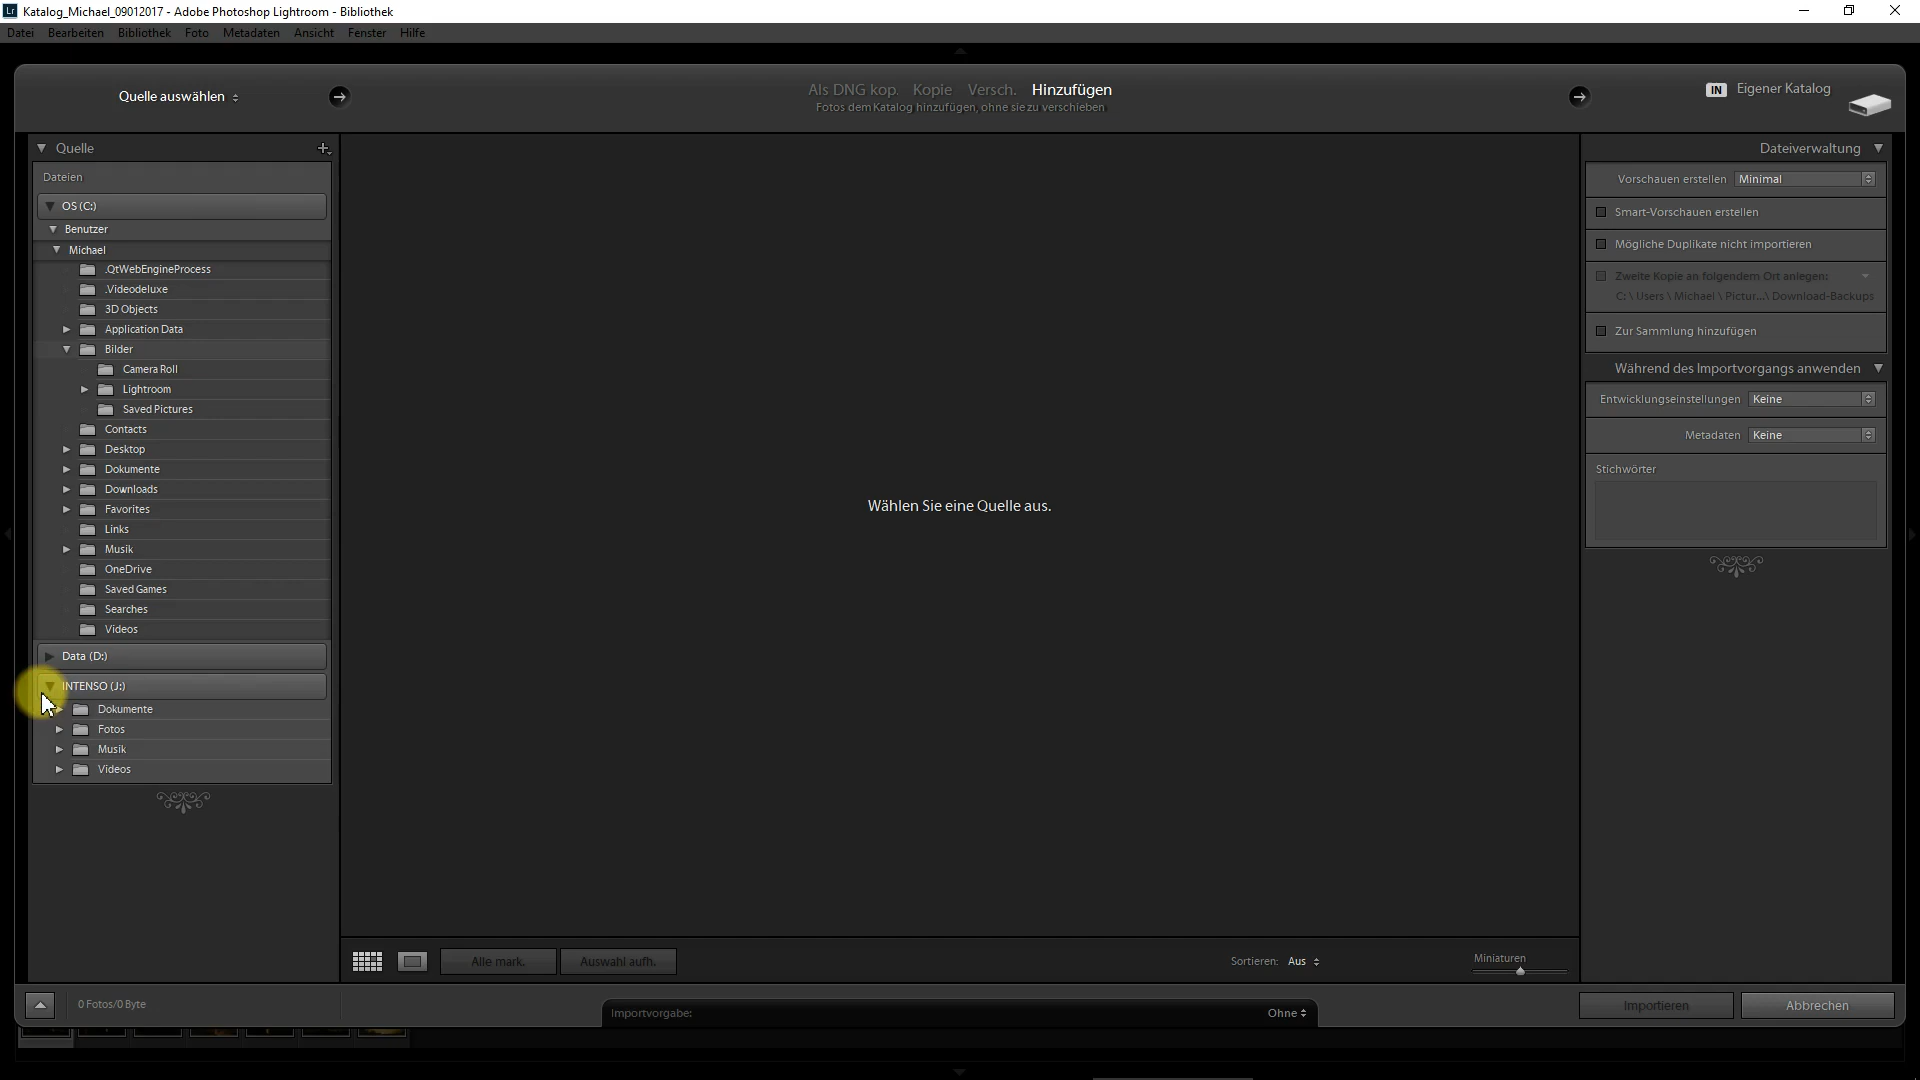 Lr Katalog_Michael_09012017 - Adobe Photoshop Lightroom - Bibliothek
Datei Bearbeiten Bibliothek Foto Metadaten Ansicht Fenster Hilfe
Quelle auswählen
Als DNG kop. Kopie Versch. Hinzufügen
Fotos dem Katalog hinzufügen, ohne sie zu verschieben
IN Eigener Katalog
Quelle
Dateien
OS (C:)
Benutzer
Michael
.QtWebEngineProcess
.Videodeluxe
3D Objects
Application Data
Bilder
Camera Roll
Lightroom
Saved Pictures
Contacts
Desktop
Dokumente
Downloads
Favorites
Links
Musik
OneDrive
Saved Games
Searches
Videos
Data (D:)
INTENSO (J:)
Dokumente
Fotos
Musik
Videos
Wählen Sie eine Quelle aus.
Dateiverwaltung
Vorschauen erstellen Minimal
Smart-Vorschauen erstellen
Mögliche Duplikate nicht importieren
Zweite Kopie an folgendem Ort anlegen:
C: \ Users \ Michael \ Pictur...\ Download-Backups
Zur Sammlung hinzufügen
Während des Importvorgangs anwenden
Entwicklungseinstellungen Keine
Metadaten Keine
Stichwörter
Alle mark. Auswahl aufh. Sortieren: Aus Miniaturen
0 Fotos/0 Byte
Importvorgabe: Ohne
Importieren Abbrechen